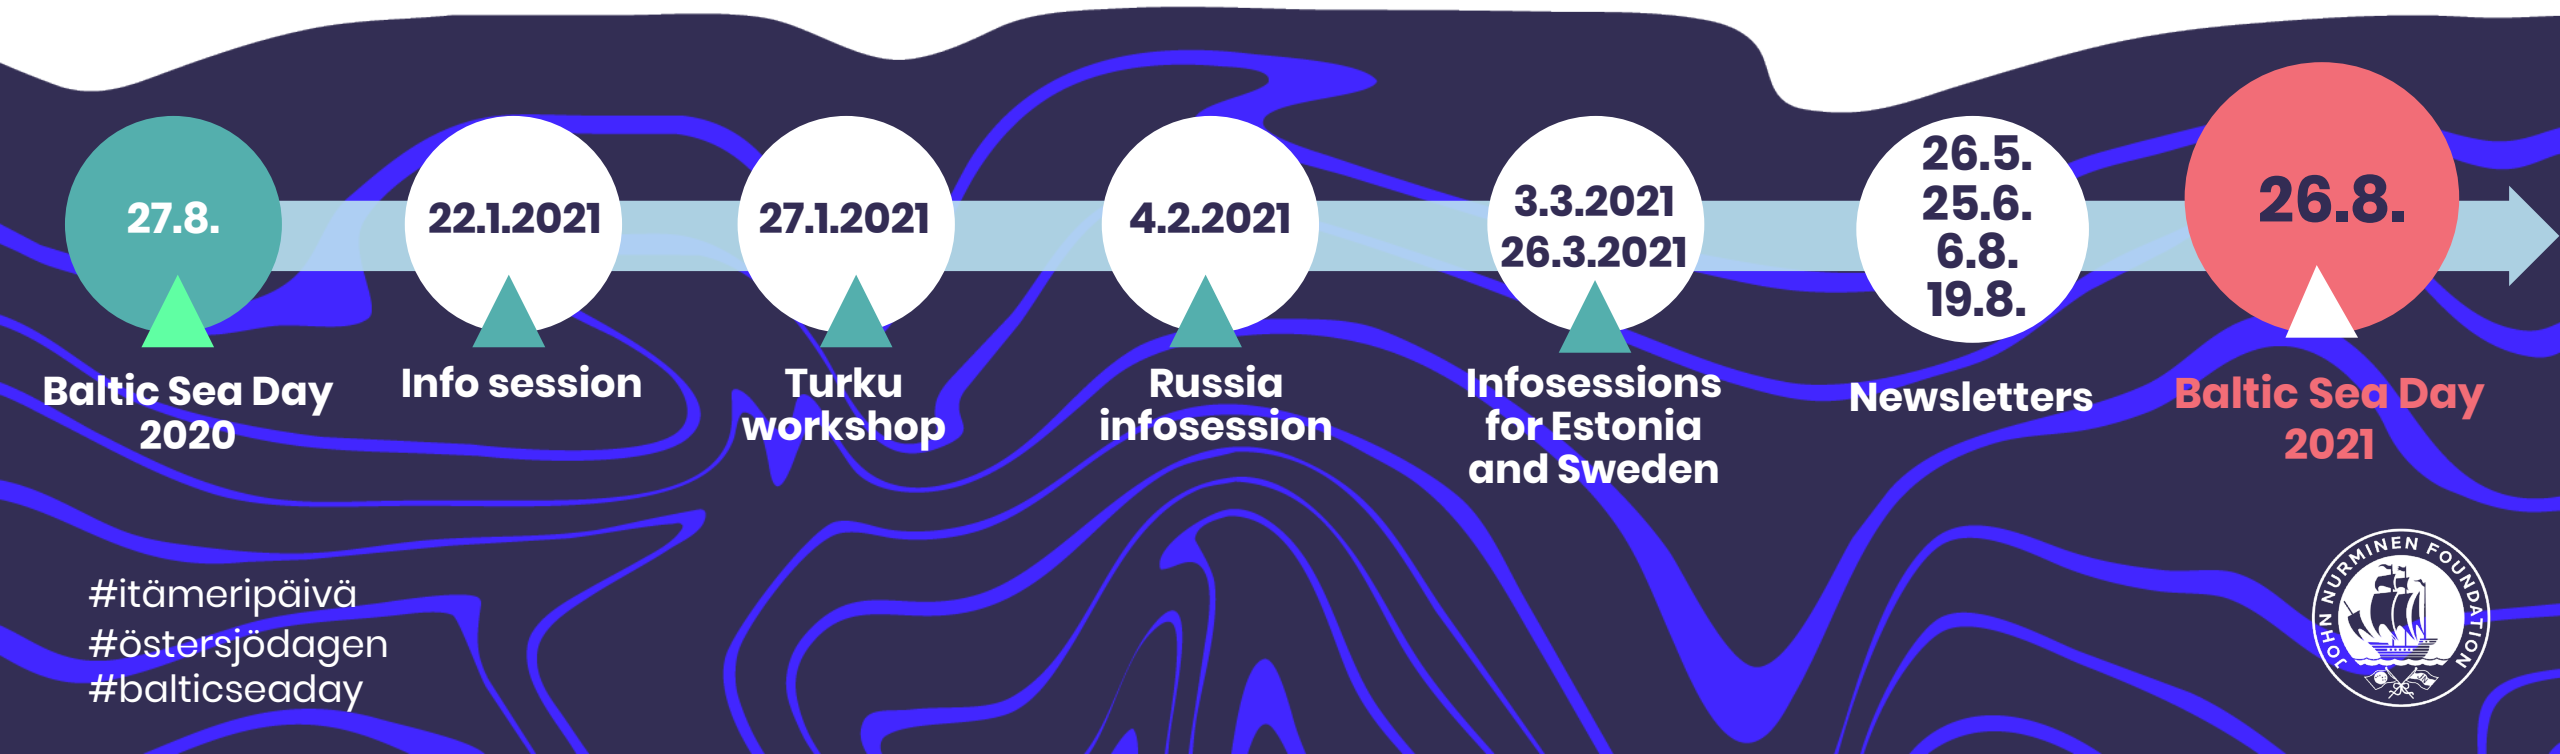 27.8.
Baltic Sea Day
2020
22.1.2021
Info session
27.1.2021
Turku
workshop
4.2.2021
Russia
infosession
3.3.2021
26.3.2021
Infosessions
for Estonia
and Sweden
26.5.
25.6.
6.8.
19.8.
Newsletters
26.8.
Baltic Sea Day
2021
#itämeripäivä
#östersjödagen
#balticseaday
JOHN NURMINEN FOUNDATION